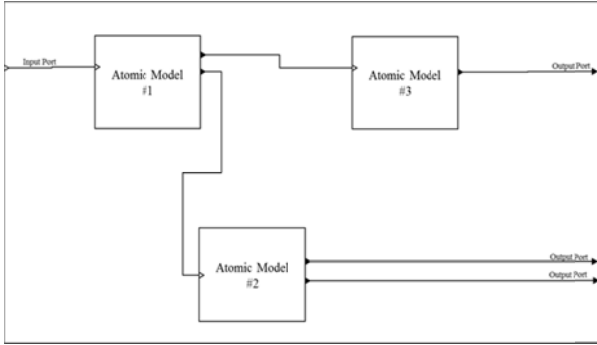 Input Port
Atomic Model
#1
Atomic Model
#3
Output Port
Atomic Model
#2
Output Port
Output Port